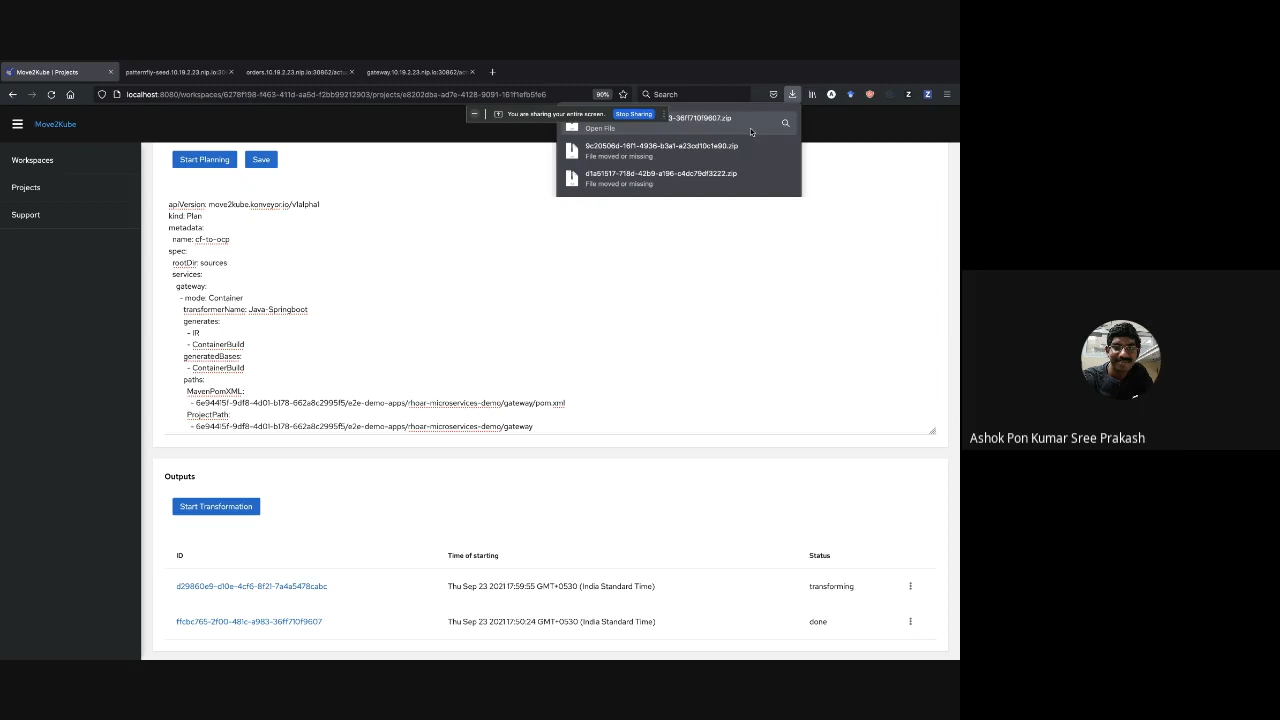 Move2Kube | Projects
patternfly-seed.10.19.2.23.nip.io:30
orders.10.19.2.23.nip.io:30862/actu
gateway.10.19.2.23.nip.io:30862/ac
localhost:8080/workspaces/6278f198-f463-411d-aa5d-f2bb99212903/projects/e8202dba-ad7e-4128-9091-161f1efb5fe6
90%
Search
You are sharing your entire screen.
Stop Sharing
3-36ff710f9607.zip
Open File
9c20506d-16f1-4936-b3a1-a23cd10c1e90.zip
File moved or missing
d1a51517-718d-42b9-a196-c4dc79df3222.zip
File moved or missing
Move2Kube
Workspaces
Projects
Support
Start Planning
Save
apiVersion: move2kube.konveyor.io/v1alpha1
kind: Plan
metadata:
name: cf-to-ocp
spec:
rootDir: sources
services:
gateway:
- mode: Container
transformerName: Java-Springboot
generates:
- IR
- ContainerBuild
generatedBases:
- ContainerBuild
paths:
MavenPomXML:
- 6e94415f-9df8-4d01-b178-662a8c2995f5/e2e-demo-apps/rhoar-microservices-demo/gateway/pom.xml
ProjectPath:
- 6e94415f-9df8-4d01-b178-662a8c2995f5/e2e-demo-apps/rhoar-microservices-demo/gateway
Outputs
Start Transformation
ID Time of starting Status
d29860e9-d10e-4cf6-8f21-7a4a5478cabc Thu Sep 23 2021 17:59:55 GMT+0530 (India Standard Time) transforming
ffcbc765-2f00-481c-a983-36ff710f9607 Thu Sep 23 2021 17:50:24 GMT+0530 (India Standard Time) done
Ashok Pon Kumar Sree Prakash